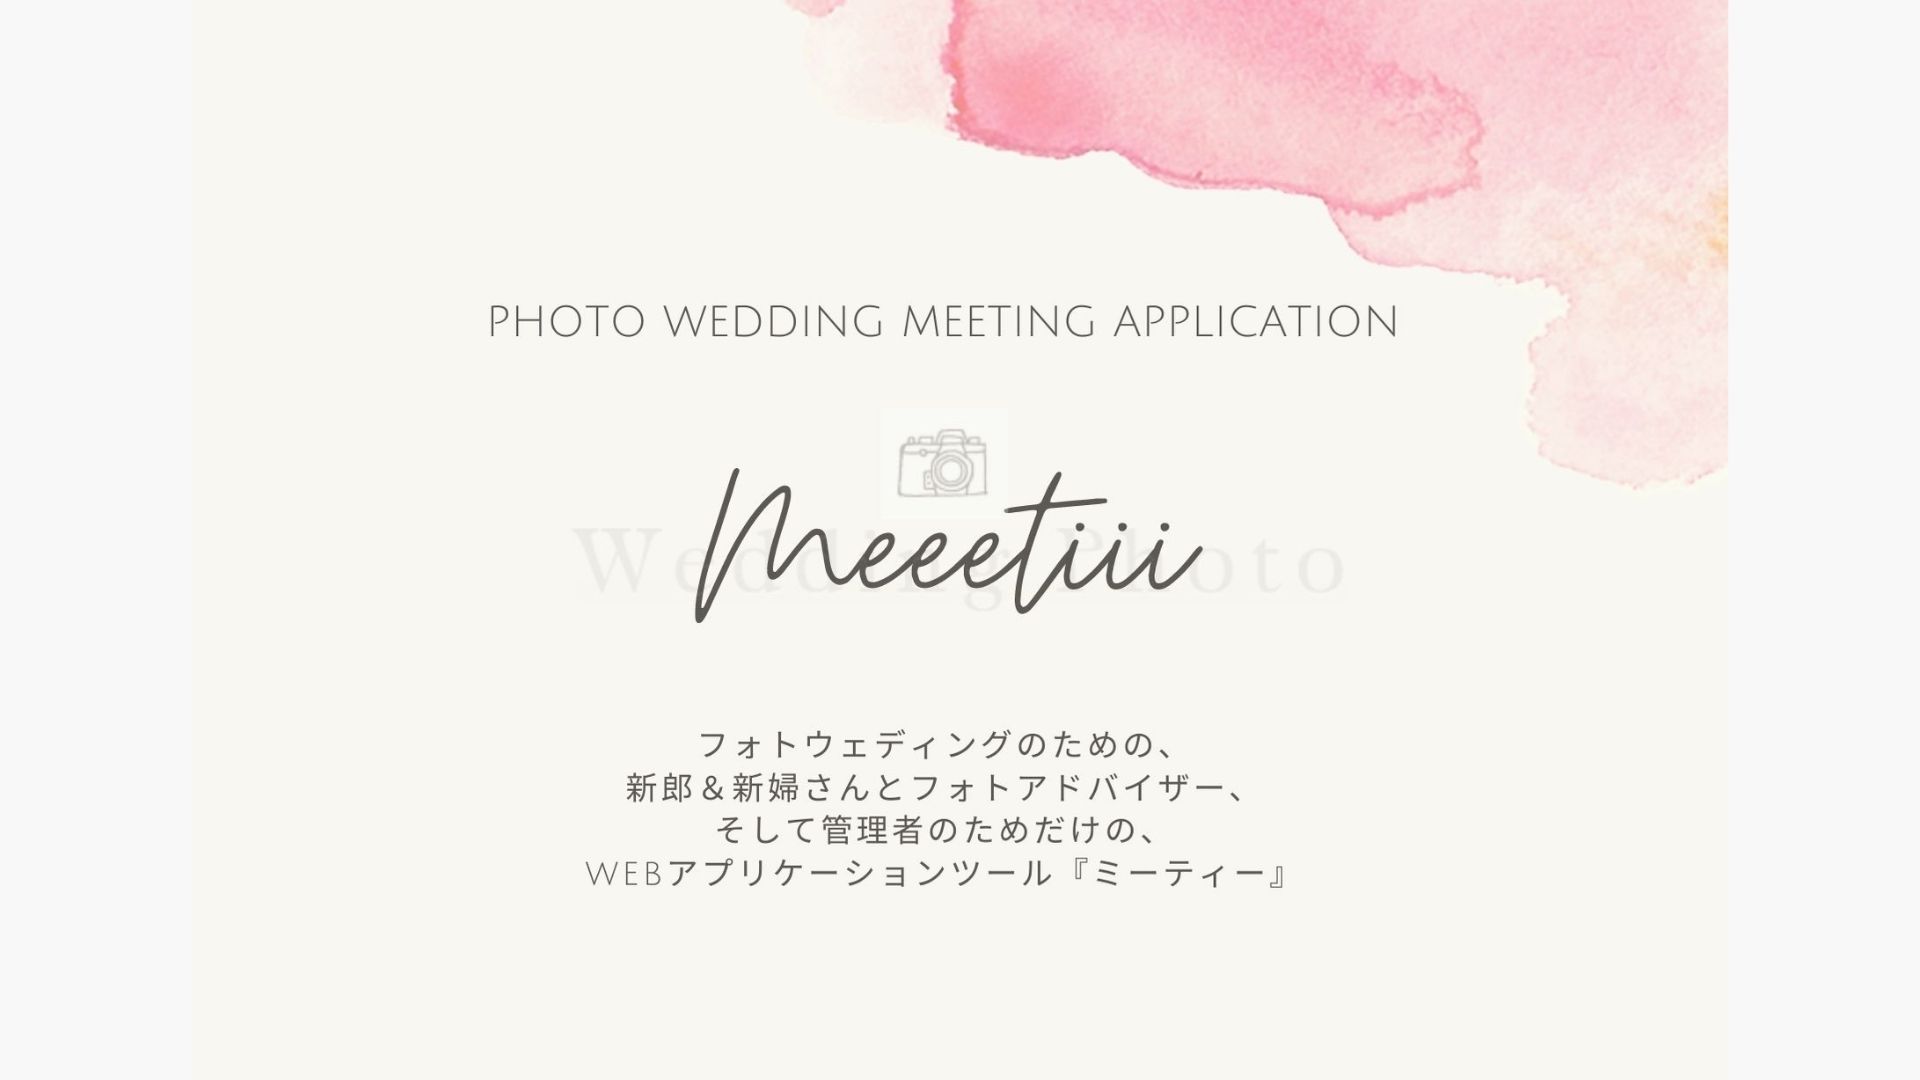 PHOTO WEDDING MEETING APPLICATION
Meeetiii
Wedding Photo
フォトウェディングのための、
新郎＆新婦さんとフォトアドバイザー、
そして管理者のためだけの、
WEBアプリケーションツール『ミーティー』